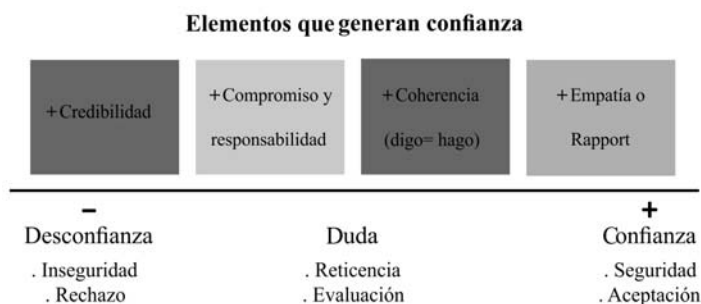 Elementos que generan confianza
+Credibilidad
+Compromiso y
responsabilidad
+Coherencia
(digo= hago)
+Empatía o
Rapport
–
Desconfianza
. Inseguridad
. Rechazo
Duda
. Reticencia
. Evaluación
+
Confianza
. Seguridad
. Aceptación